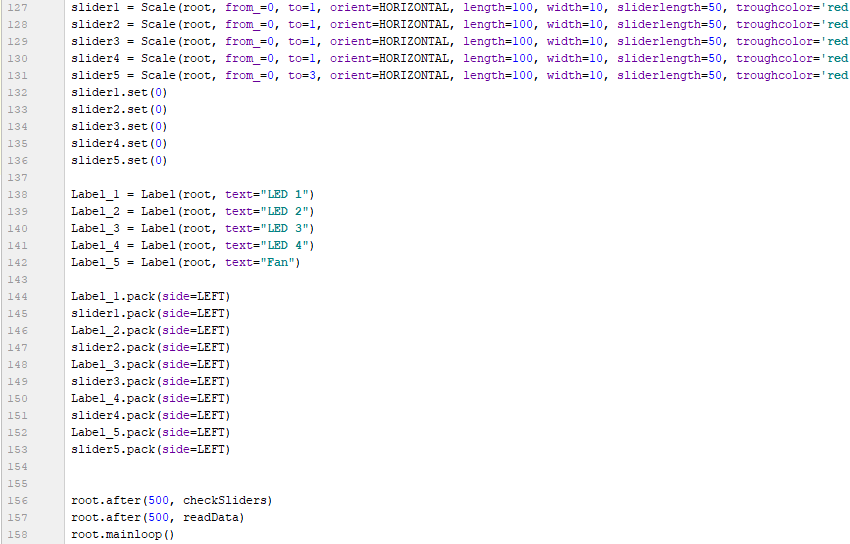 127 slider1 = Scale(root, from_=0, to=1, orient=HORIZONTAL, length=100, width=10, sliderlength=50, troughcolor='red
128 slider2 = Scale(root, from_=0, to=1, orient=HORIZONTAL, length=100, width=10, sliderlength=50, troughcolor='red
129 slider3 = Scale(root, from_=0, to=1, orient=HORIZONTAL, length=100, width=10, sliderlength=50, troughcolor='red
130 slider4 = Scale(root, from_=0, to=1, orient=HORIZONTAL, length=100, width=10, sliderlength=50, troughcolor='red
131 slider5 = Scale(root, from_=0, to=3, orient=HORIZONTAL, length=100, width=10, sliderlength=50, troughcolor='red
132 slider1.set(0)
133 slider2.set(0)
134 slider3.set(0)
135 slider4.set(0)
136 slider5.set(0)
137
138 Label_1 = Label(root, text="LED 1")
139 Label_2 = Label(root, text="LED 2")
140 Label_3 = Label(root, text="LED 3")
141 Label_4 = Label(root, text="LED 4")
142 Label_5 = Label(root, text="Fan")
143
144 Label_1.pack(side=LEFT)
145 slider1.pack(side=LEFT)
146 Label_2.pack(side=LEFT)
147 slider2.pack(side=LEFT)
148 Label_3.pack(side=LEFT)
149 slider3.pack(side=LEFT)
150 Label_4.pack(side=LEFT)
151 slider4.pack(side=LEFT)
152 Label_5.pack(side=LEFT)
153 slider5.pack(side=LEFT)
154
155
156 root.after(500, checkSliders)
157 root.after(500, readData)
158 root.mainloop()